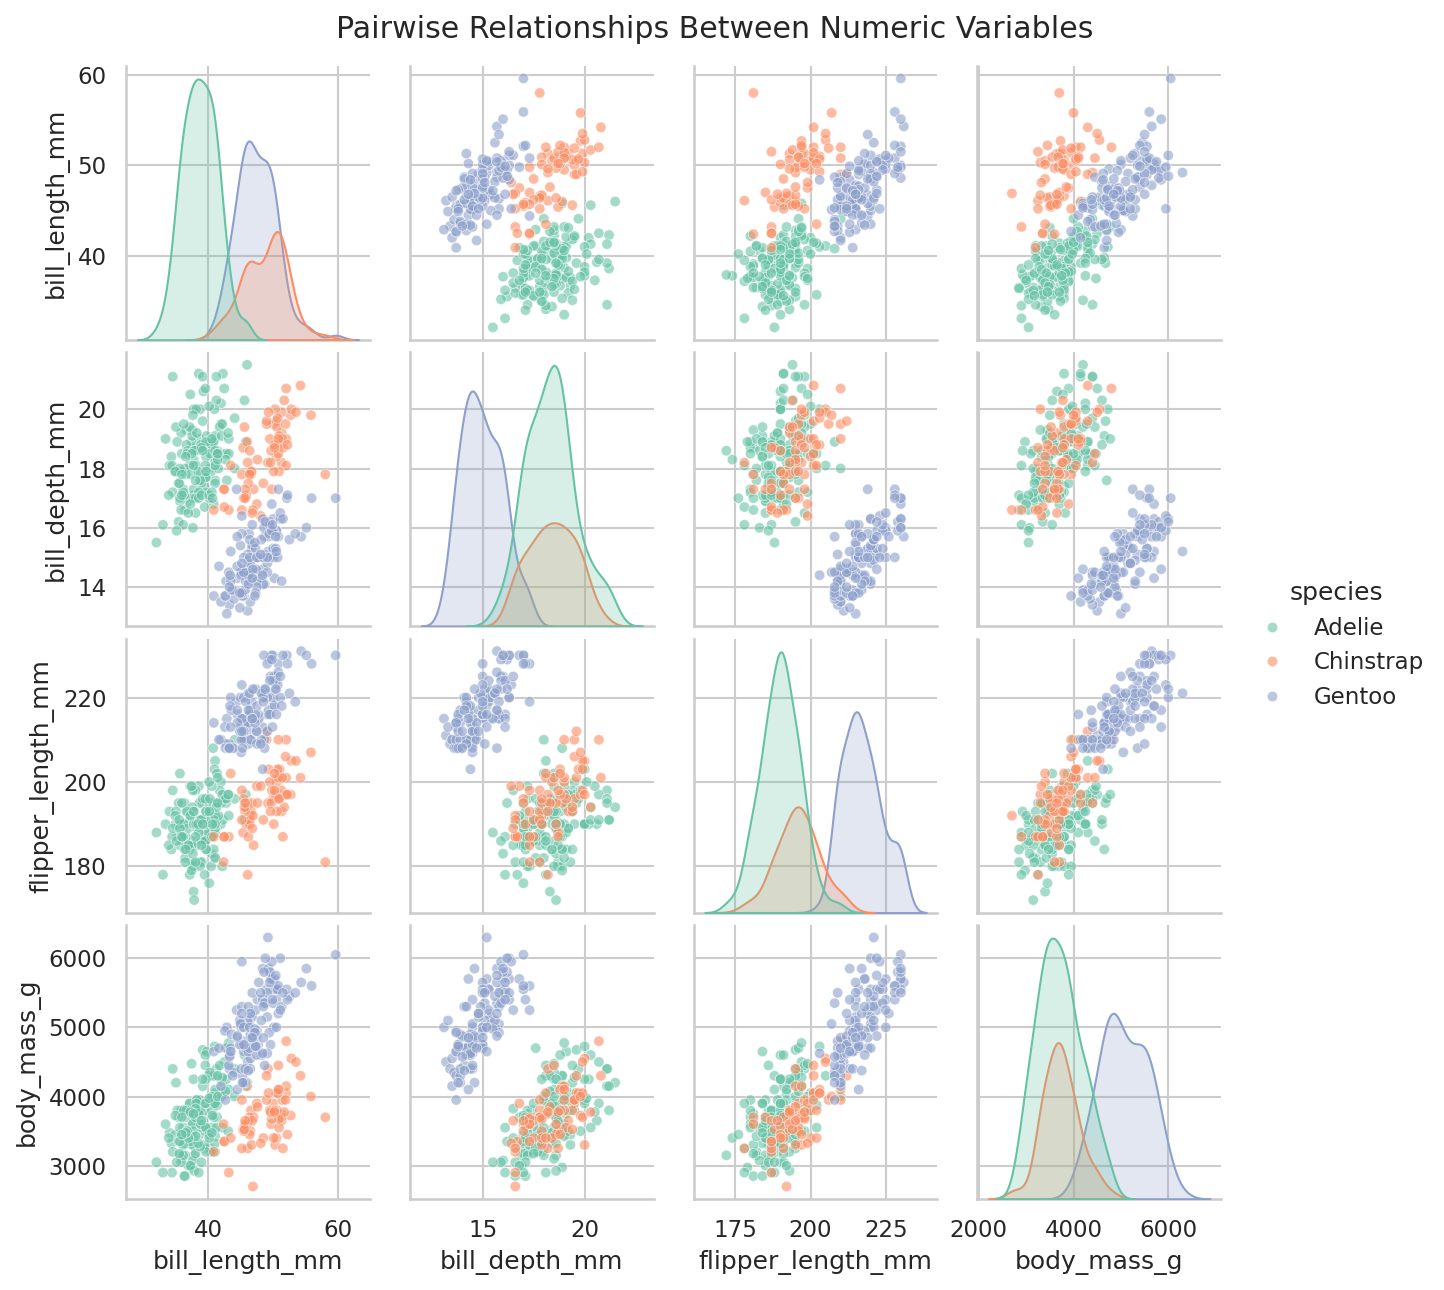 Pairwise Relationships Between Numeric Variables
60
50
40
bill_length_mm
20
18
16
14
bill_depth_mm
220
200
180
flipper_length_mm
6000
5000
4000
3000
body_mass_g
40 60
bill_length_mm
15 20
bill_depth_mm
175 200 225
flipper_length_mm
2000 4000 6000
body_mass_g
species
Adelie
Chinstrap
Gentoo